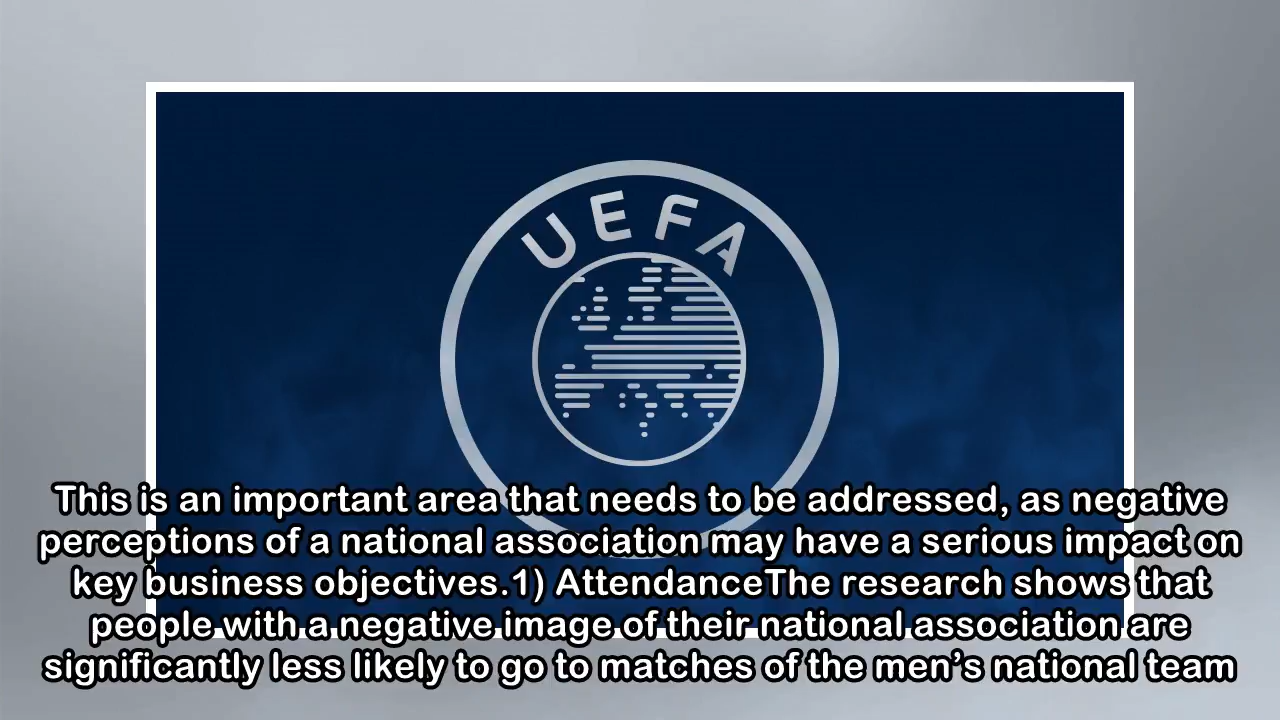 UEFA
This is an important area that needs to be addressed, as negative
perceptions of a national association may have a serious impact on
key business objectives.1) AttendanceThe research shows that
people with a negative image of their national association are
significantly less likely to go to matches of the men’s national team